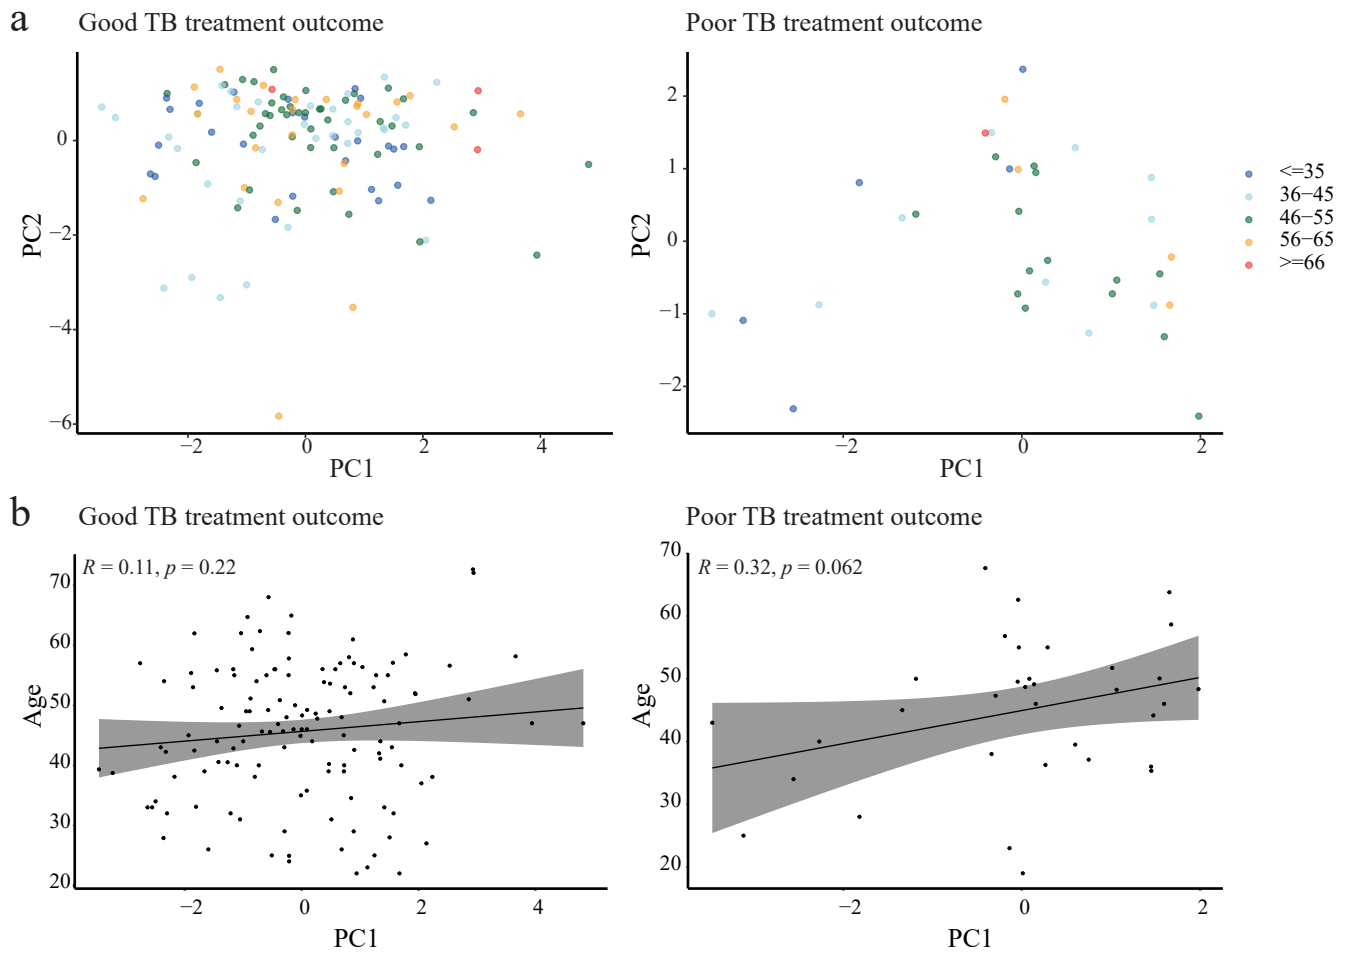 a
Good TB treatment outcome
Poor TB treatment outcome
0
−2
−4
−6
PC2
−2
0
2
4
PC1
2
1
0
−1
−2
PC2
−2
0
2
PC1
<=35
36−45
46−55
56−65
>=66
b
Good TB treatment outcome
Poor TB treatment outcome
R = 0.11, p = 0.22
70
60
50
40
30
20
Age
−2
0
2
4
PC1
R = 0.32, p = 0.062
70
60
50
40
30
20
Age
−2
0
2
PC1